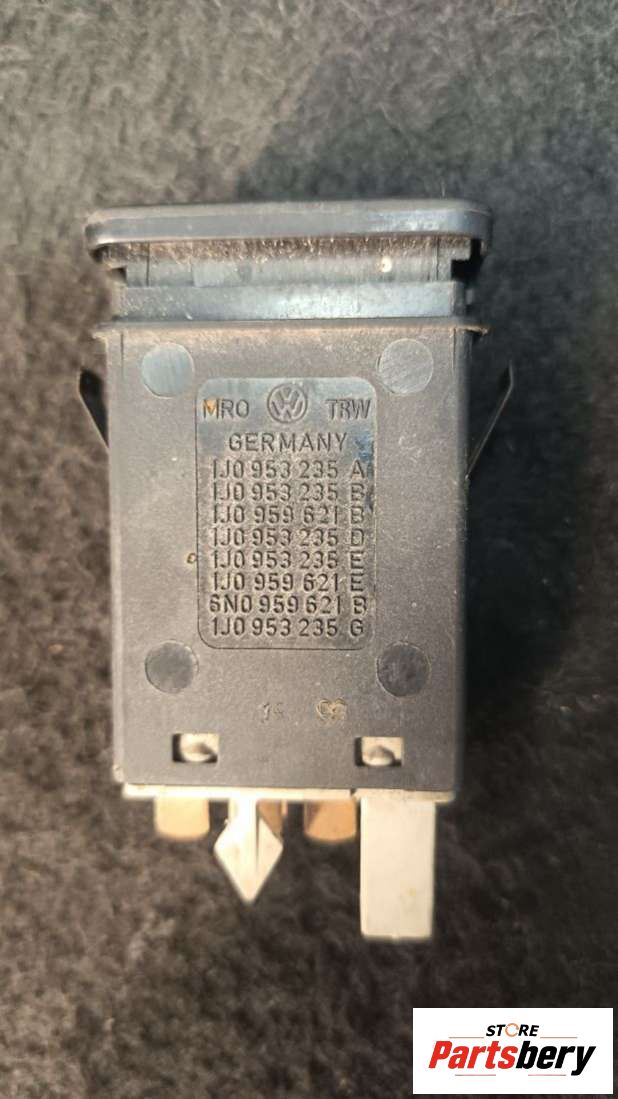 MRO VW TRW
GERMANY
1J0 953 235 A
1J0 953 235 B
1J0 959 621 B
1J0 953 235 D
1J0 953 235 E
1J0 959 621 E
6N0 959 621 B
1J0 953 235 G
STORE
Partsbery